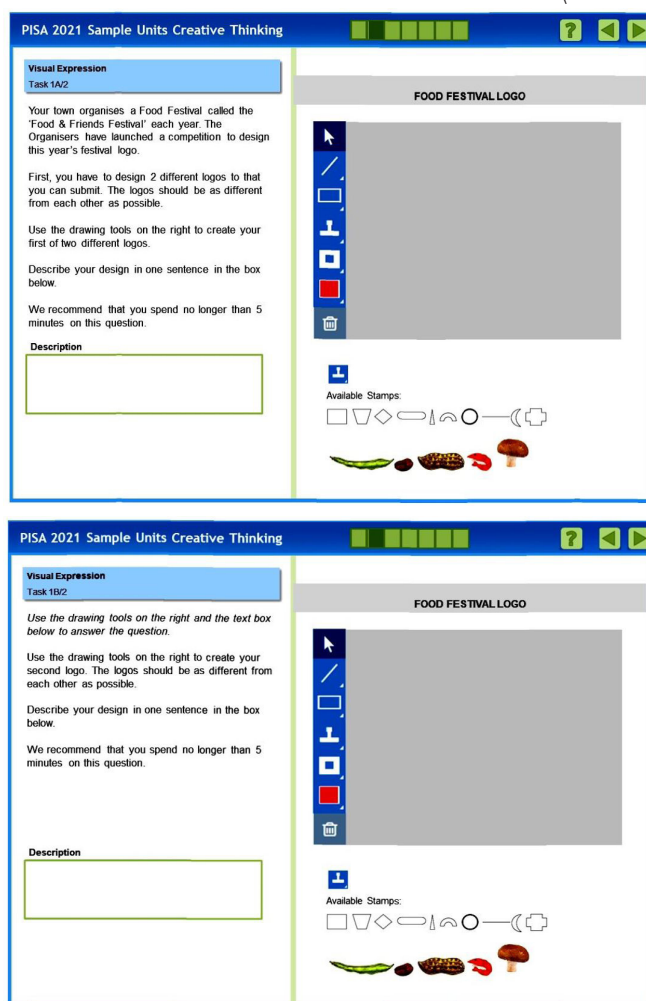 PISA 2021 Sample Units Creative Thinking
?
Visual Expression
Task 1A/2
Your town organises a Food Festival called the
'Food & Friends Festival' each year. The
Organisers have launched a competition to design
this year's festival logo.
First, you have to design 2 different logos to that
you can submit. The logos should be as different
from each other as possible.
Use the drawing tools on the right to create your
first of two different logos.
Describe your design in one sentence in the box
below.
We recommend that you spend no longer than 5
minutes on this question.
Description
FOOD FESTIVAL LOGO
Available Stamps:
PISA 2021 Sample Units Creative Thinking
?
Visual Expression
Task 1B/2
Use the drawing tools on the right and the text box
below to answer the question.
Use the drawing tools on the right to create your
second logo. The logos should be as different from
each other as possible.
Describe your design in one sentence in the box
below.
We recommend that you spend no longer than 5
minutes on this question.
Description
FOOD FESTIVAL LOGO
Available Stamps: